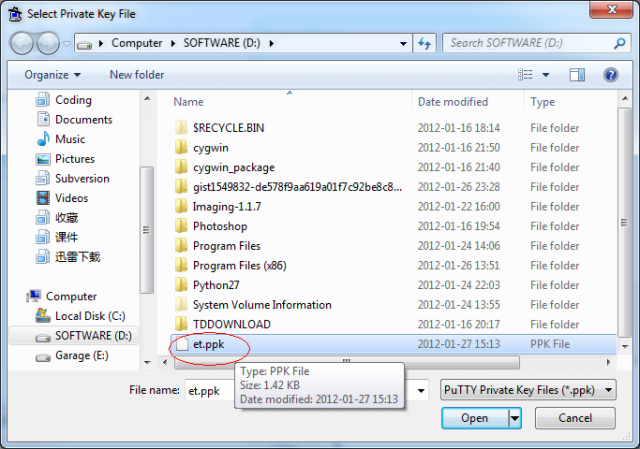 Select Private Key File
Computer SOFTWARE (D:) Search SOFTWARE (D:)
Organize New folder
Name Date modified Type
Coding
Documents
Music
Pictures
Subversion
Videos
收藏
课件
迅雷下载
Computer
Local Disk (C:)
SOFTWARE (D:)
Garage (E:)
$RECYCLE.BIN 2012-01-16 18:14 File folder
cygwin 2012-01-16 21:50 File folder
cygwin_package 2012-01-16 21:40 File folder
gist1549832-de578f9aa619a01f7c92be8c8... 2012-01-26 23:28 File folder
Imaging-1.1.7 2012-01-22 16:00 File folder
Photoshop 2012-01-16 19:54 File folder
Program Files 2012-01-24 14:06 File folder
Program Files (x86) 2012-01-26 13:51 File folder
Python27 2012-01-24 22:03 File folder
System Volume Information 2012-01-24 13:55 File folder
TDDOWNLOAD 2012-01-16 20:17 File folder
et.ppk 2012-01-27 15:13 PPK File
Type: PPK File
Size: 1.42 KB
Date modified: 2012-01-27 15:13
File name: et.ppk PuTTY Private Key Files (*.ppk)
Open Cancel